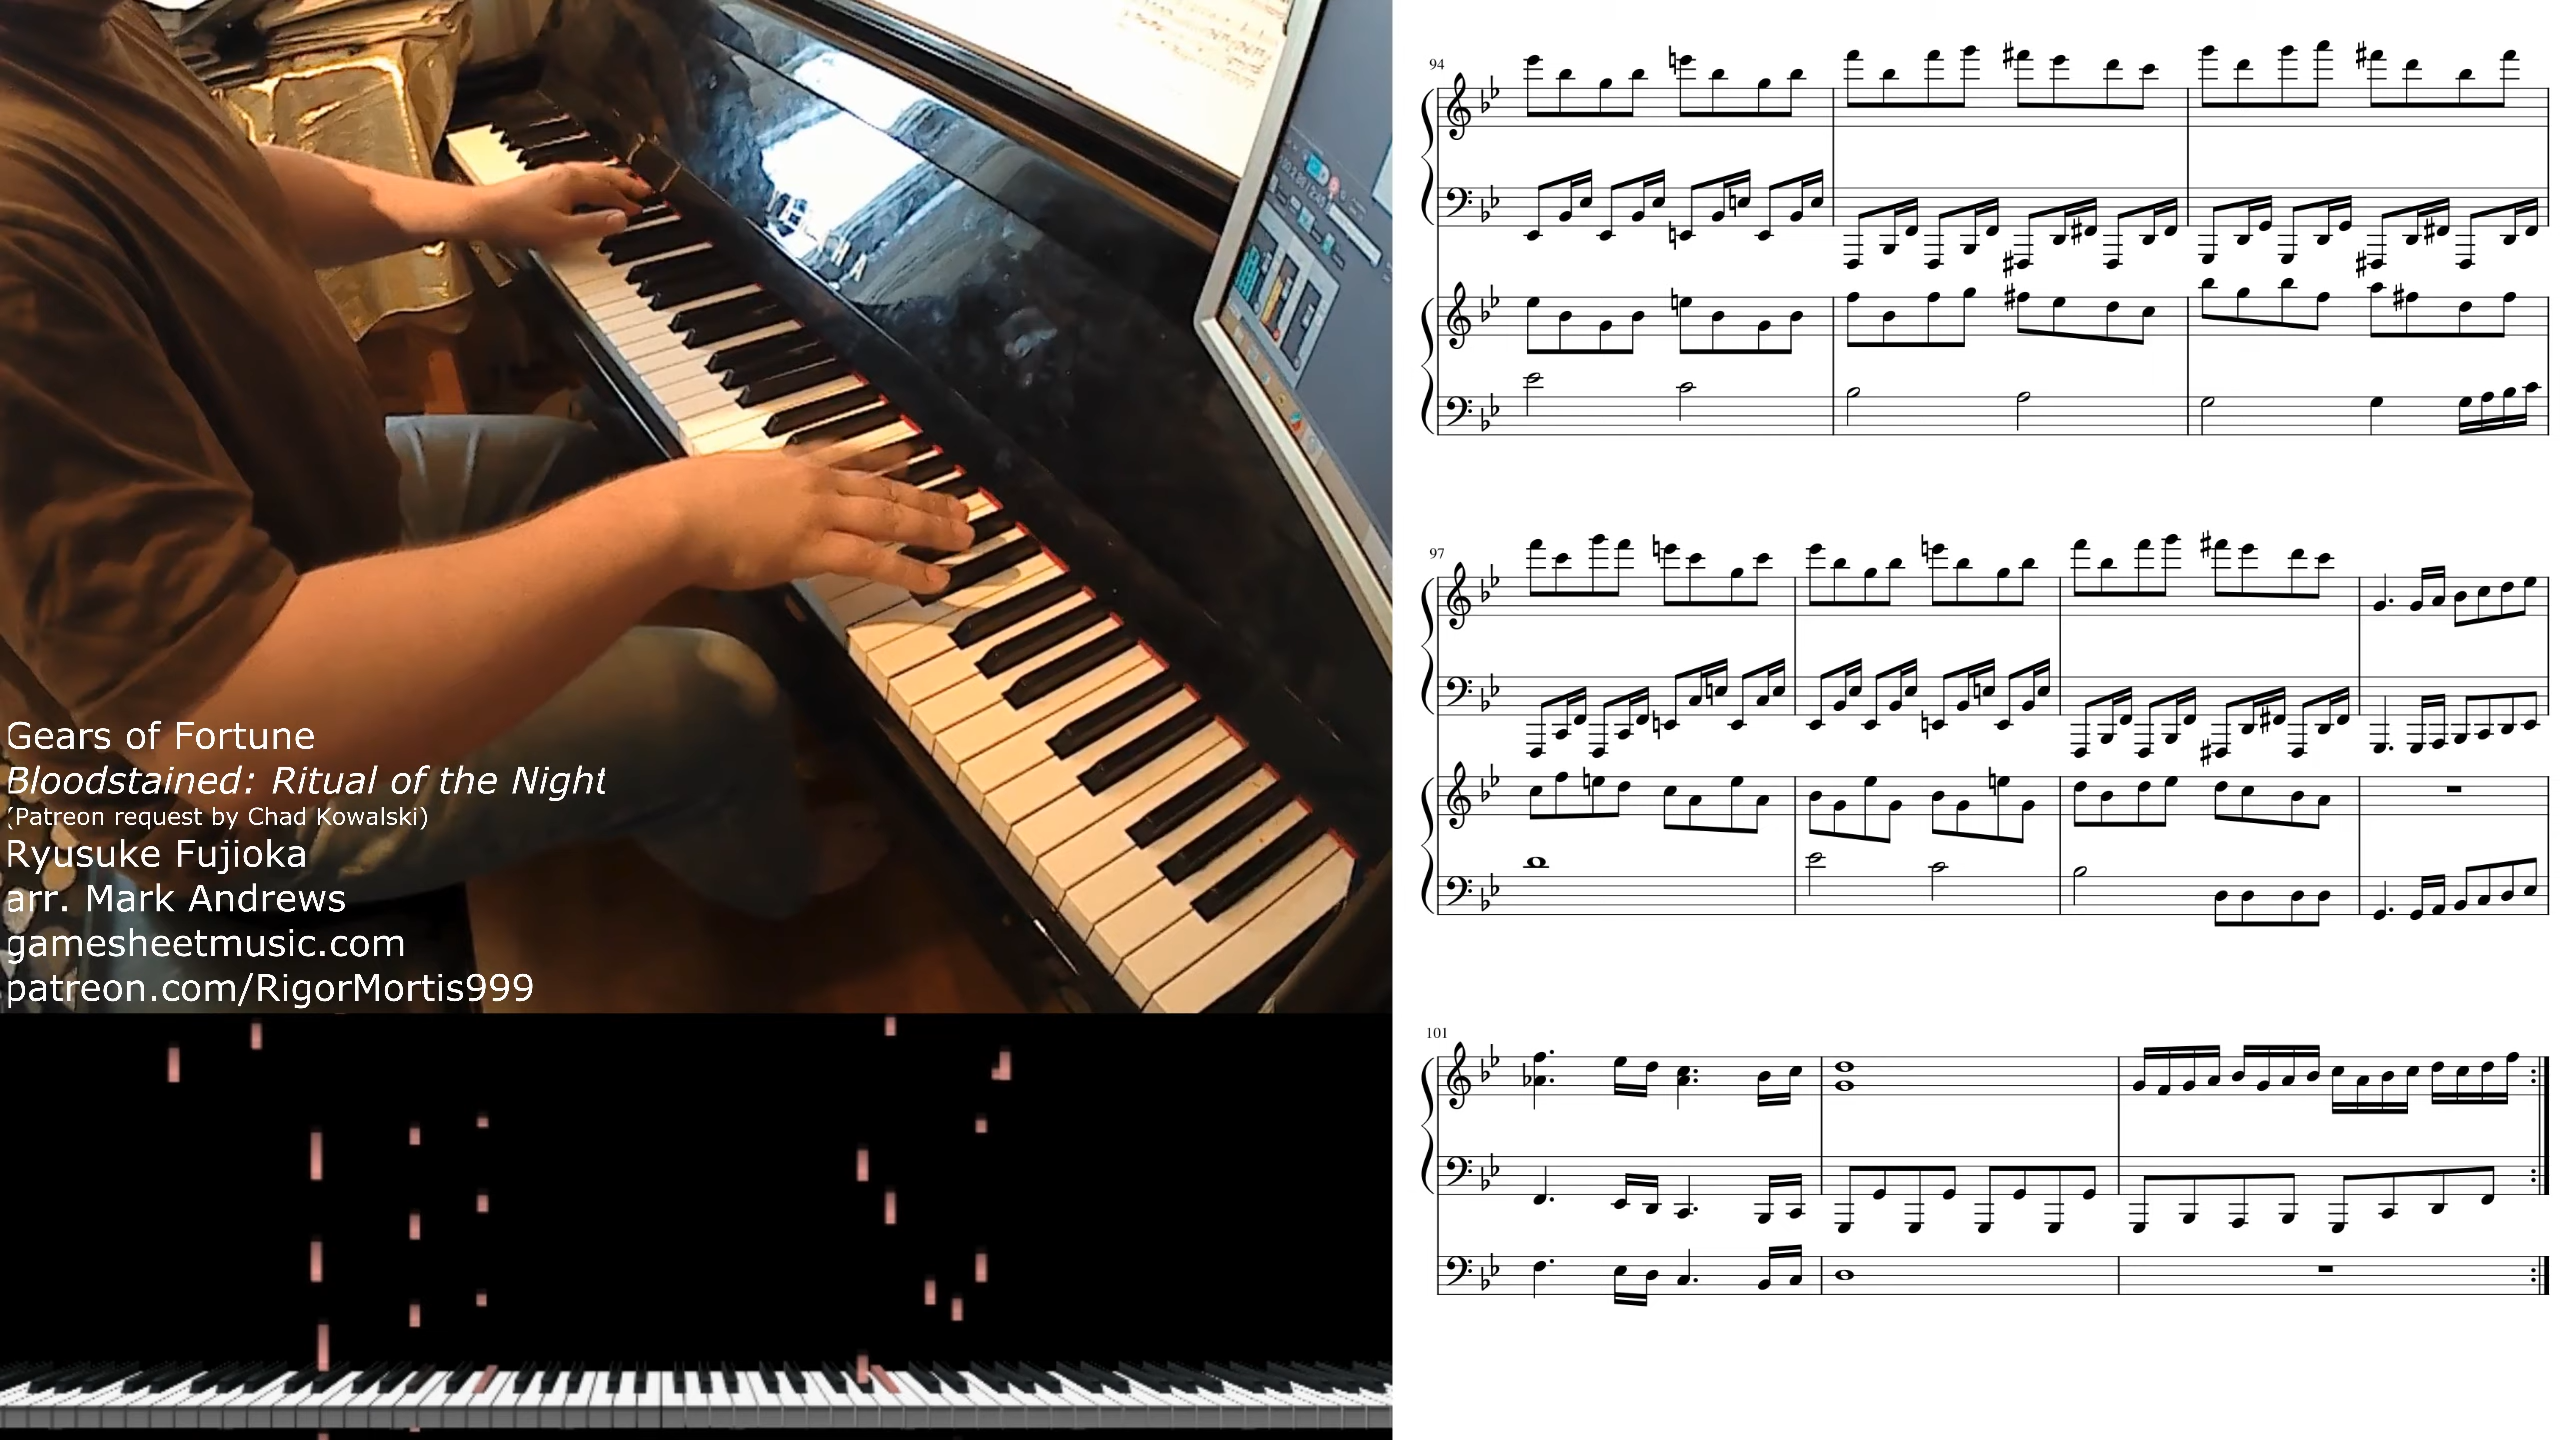 Gears of Fortune
Bloodstained: Ritual of the Night
(Patreon request by Chad Kowalski)
Ryusuke Fujioka
arr. Mark Andrews
gamesheetmusic.com
patreon.com/RigorMortis999
94
97
101